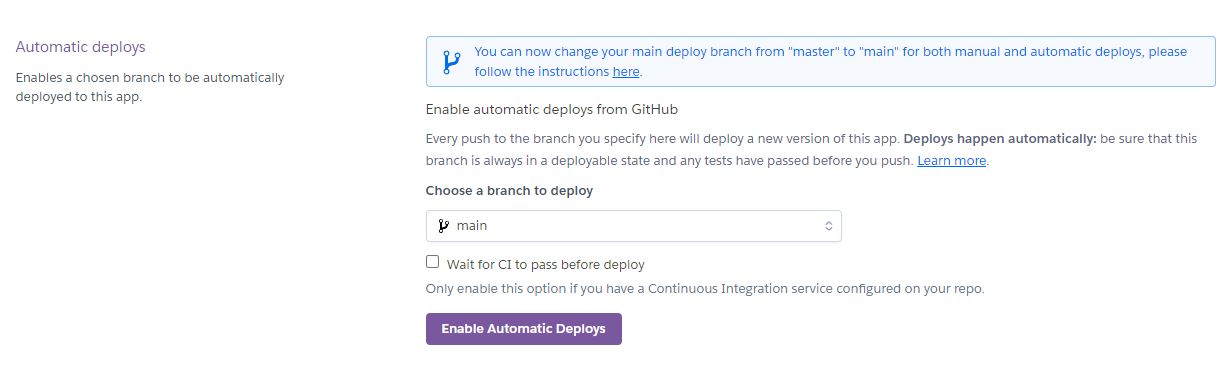 Automatic deploys
Enables a chosen branch to be automatically
deployed to this app.
You can now change your main deploy branch from "master" to "main" for both manual and automatic deploys, please
follow the instructions here.
Enable automatic deploys from GitHub
Every push to the branch you specify here will deploy a new version of this app. Deploys happen automatically: be sure that this
branch is always in a deployable state and any tests have passed before you push. Learn more.
Choose a branch to deploy
main
Wait for CI to pass before deploy
Only enable this option if you have a Continuous Integration service configured on your repo.
Enable Automatic Deploys